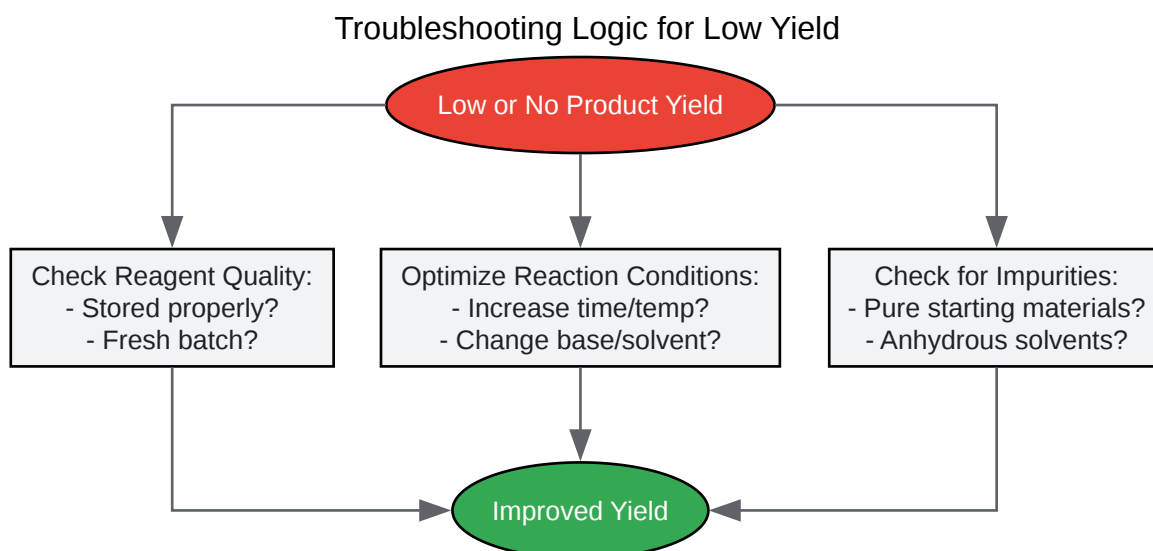 Troubleshooting Logic for Low Yield
Low or No Product Yield
Check Reagent Quality:
- Stored properly?
- Fresh batch?
Optimize Reaction Conditions:
- Increase time/temp?
- Change base/solvent?
Check for Impurities:
- Pure starting materials?
- Anhydrous solvents?
Improved Yield